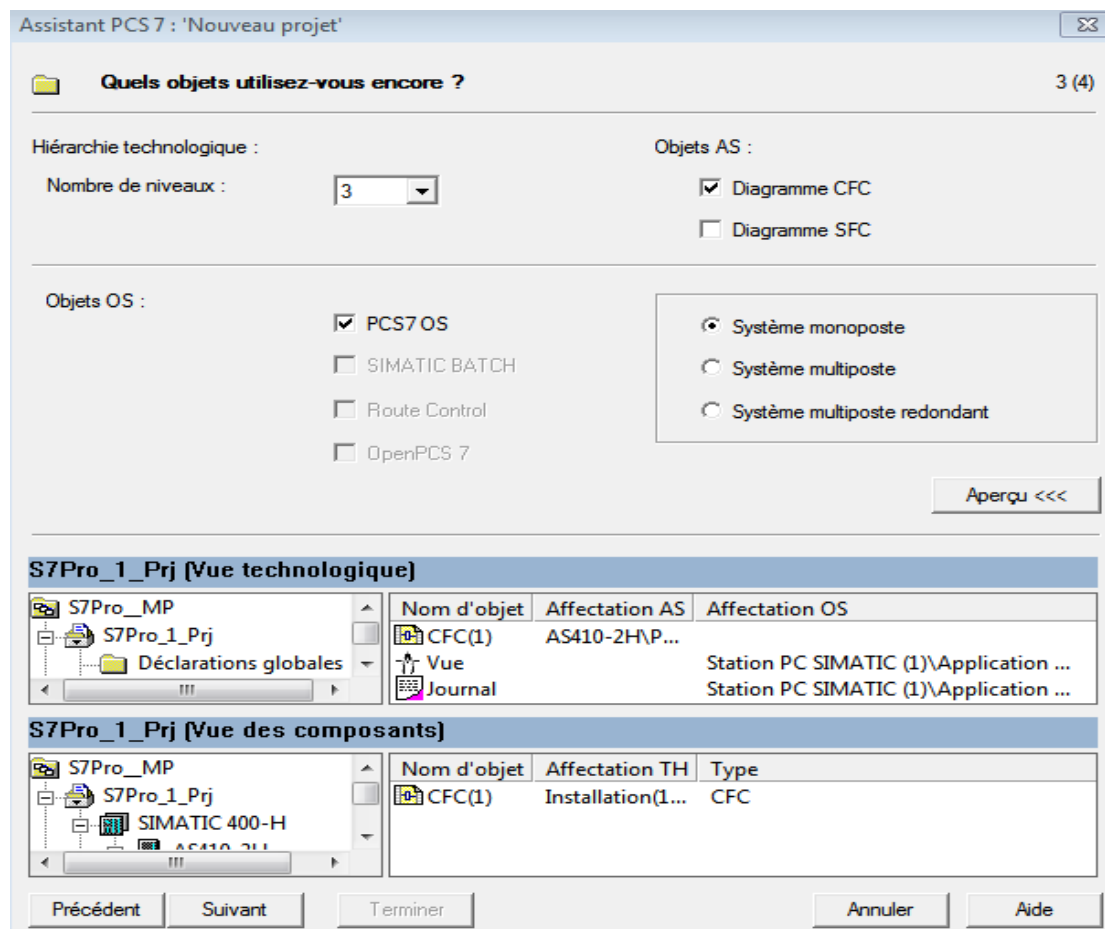 Assistant PCS 7 : 'Nouveau projet'
Quels objets utilisez-vous encore ? 3 (4)
Hiérarchie technologique : Objets AS :
Nombre de niveaux : 3 Diagramme CFC
Diagramme SFC
Objets OS :
PCS7 OS Système monoposte
SIMATIC BATCH Système multiposte
Route Control Système multiposte redondant
OpenPCS 7
Aperçu <<<
S7Pro_1_Prj (Vue technologique)
S7Pro__MP Nom d'objet Affectation AS Affectation OS
S7Pro_1_Prj CFC(1) AS410-2H\P...
Déclarations globales Vue Station PC SIMATIC (1)\Application ...
Journal Station PC SIMATIC (1)\Application ...
S7Pro_1_Prj (Vue des composants)
S7Pro__MP Nom d'objet Affectation TH Type
S7Pro_1_Prj CFC(1) Installation(1... CFC
SIMATIC 400-H
AS410-2H
Précédent Suivant Terminer Annuler Aide